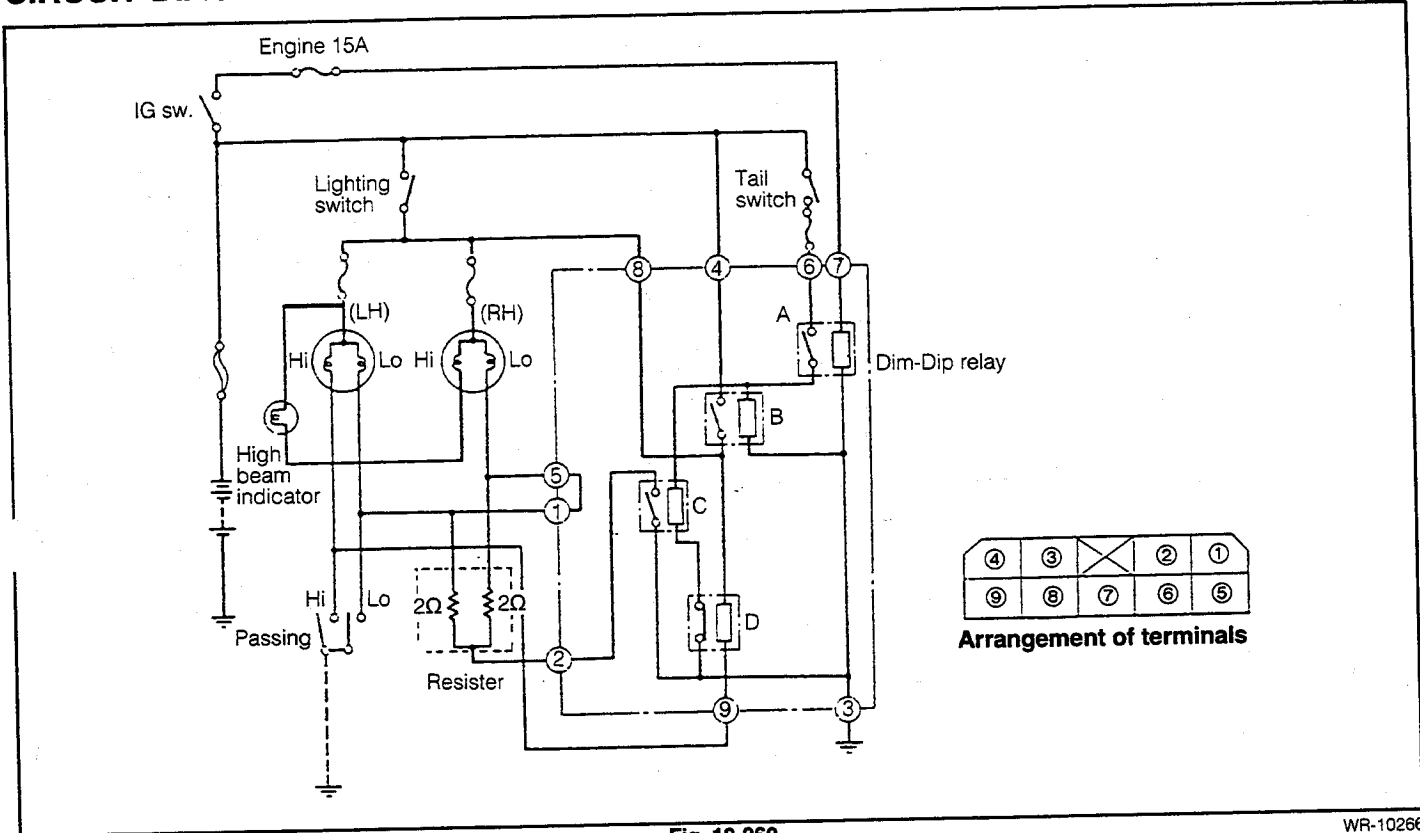 Engine 15A
IG sw.
Lighting
switch
Tail
switch
8
4
6
7
(LH)
(RH)
A
Hi
Lo
Hi
Lo
Dim-Dip relay
B
High
beam
indicator
5
C
1
4
3
2
1
9
8
7
6
5
Hi
Lo
2Ω
2Ω
D
Passing
2
Arrangement of terminals
Resister
9
3
WR-10266